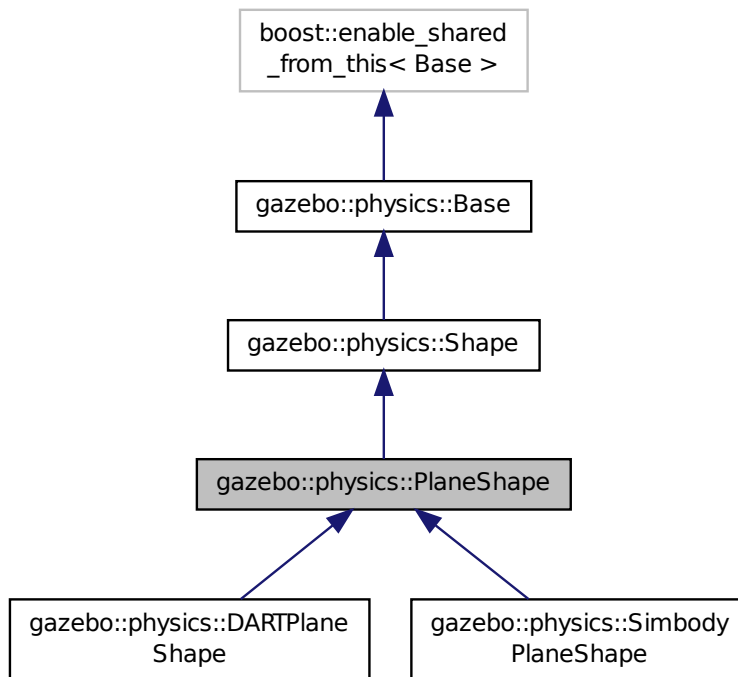 boost::enable_shared
_from_this< Base >
gazebo::physics::Base
gazebo::physics::Shape
gazebo::physics::PlaneShape
gazebo::physics::DARTPlane
Shape
gazebo::physics::Simbody
PlaneShape